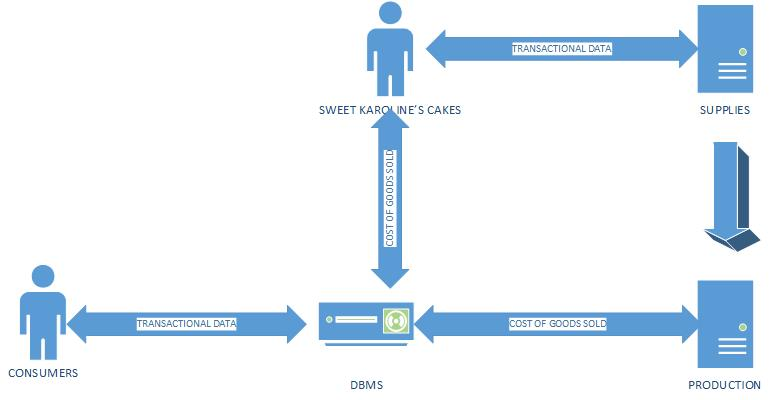 TRANSACTIONAL DATA
SWEET KAROLINE'S CAKES
SUPPLIES
COST OF GOODS SOLD
TRANSACTIONAL DATA
COST OF GOODS SOLD
CONSUMERS
DBMS
PRODUCTION